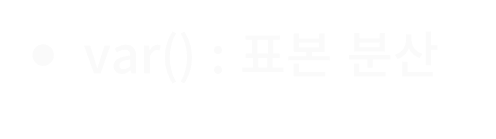 • var() : 표본 분산